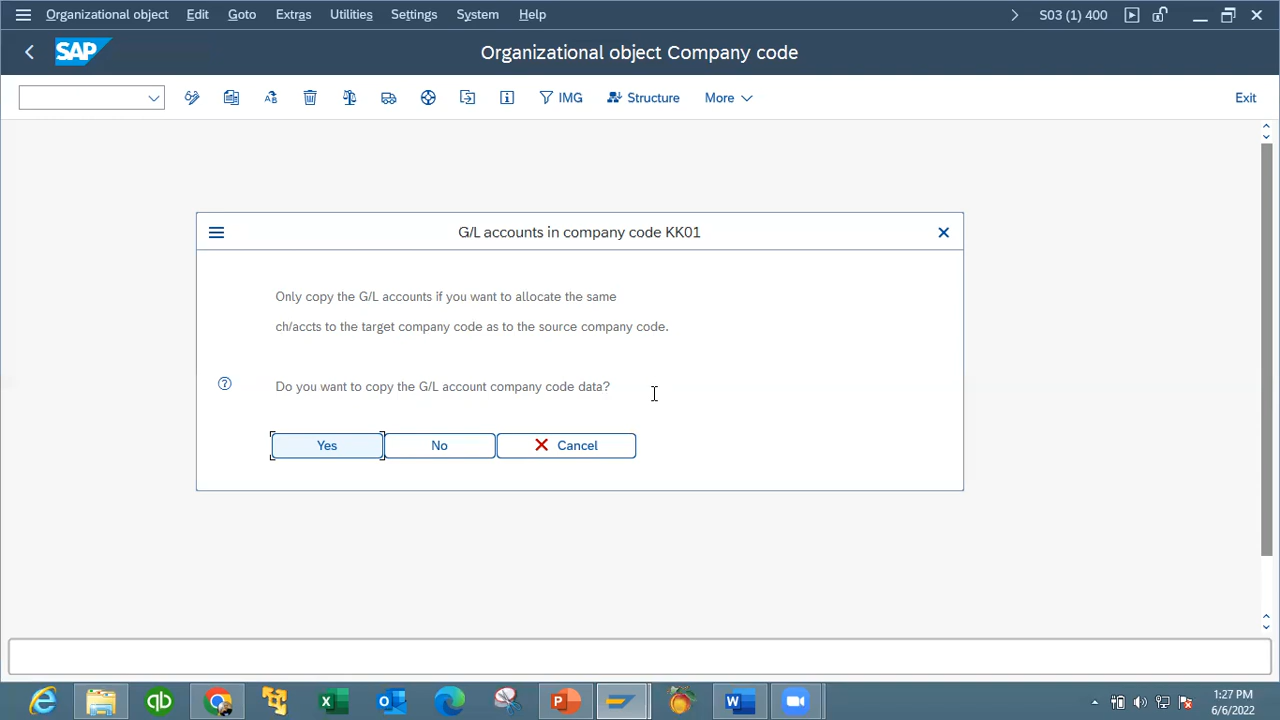 Organizational object Edit Goto Extras Utilities Settings System Help S03 (1) 400
SAP Organizational object Company code
IMG Structure More Exit
G/L accounts in company code KK01
Only copy the G/L accounts if you want to allocate the same
ch/accts to the target company code as to the source company code.
Do you want to copy the G/L account company code data?
Yes No Cancel
1:27 PM
6/6/2022